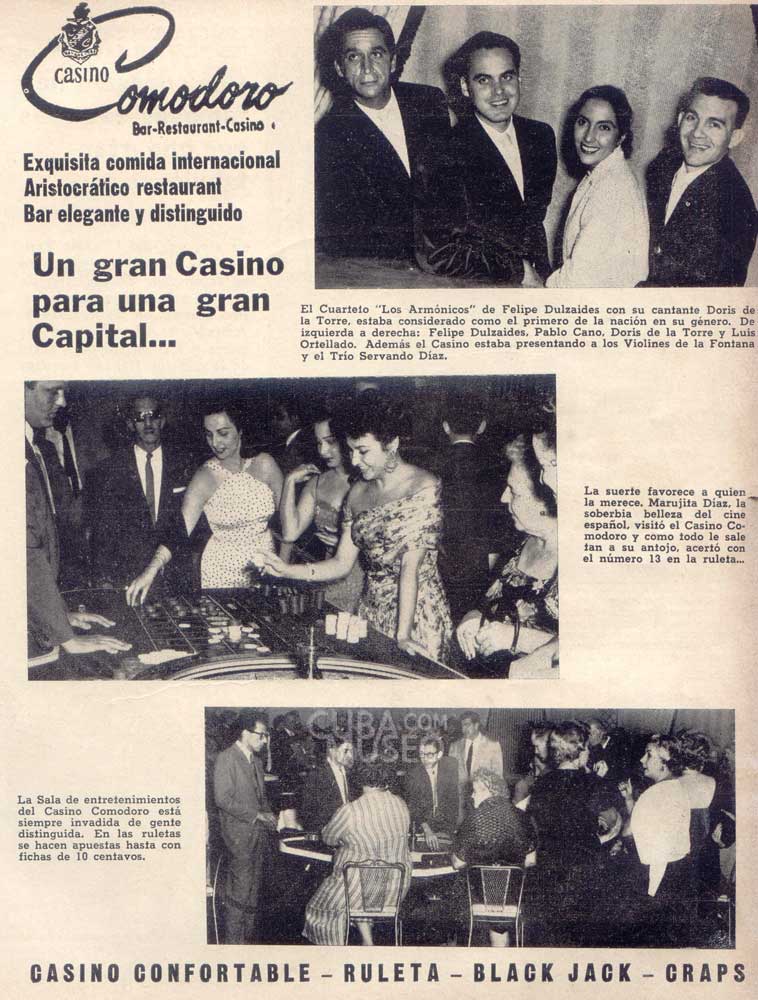 casino
Comodoro
Bar-Restaurant-Casino
Exquisita comida internacional
Aristocrático restaurant
Bar elegante y distinguido
Un gran Casino
para una gran
Capital...
El Cuarteto "Los Armónicos" de Felipe Dulzaides con su cantante Doris de
la Torre, estaba considerado como el primero de la nación en su género. De
izquierda a derecha: Felipe Dulzaides, Pablo Cano, Doris de la Torre y Luis
Ortellado. Además el Casino estaba presentando a los Violines de la Fontana
y el Trío Servando Díaz.
La suerte favorece a quien
la merece. Marujita Díaz, la
soberbia belleza del cine
español, visitó el Casino Co-
modoro y como todo le sale
tan a su antojo, acertó con
el número 13 en la ruleta...
CUBA.COM
MUSEO
La Sala de entretenimientos
del Casino Comodoro está
siempre invadida de gente
distinguida. En las ruletas
se hacen apuestas hasta con
fichas de 10 centavos.
CASINO CONFORTABLE – RULETA – BLACK JACK – CRAPS